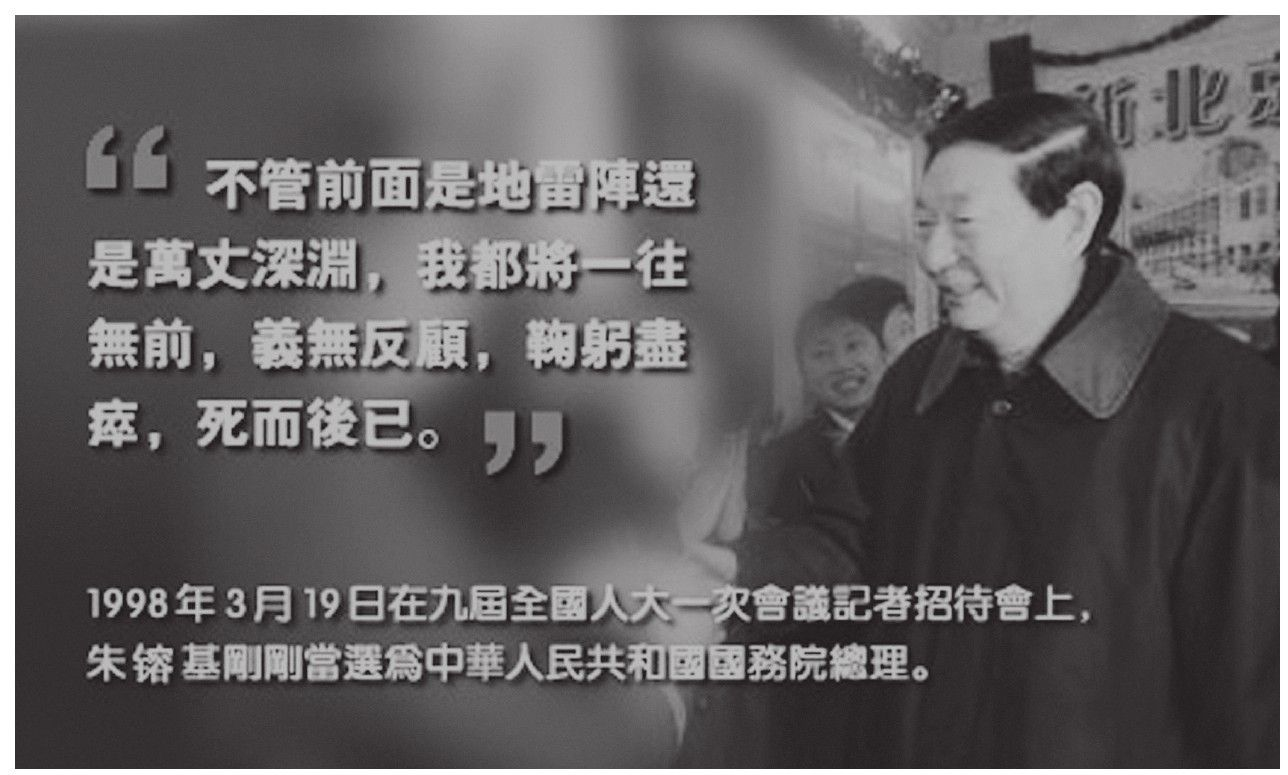 “不管前面是地雷陣還
是萬丈深淵，我都將一往
無前，義無反顧，鞠躬盡
瘁，死而後已。”
1998年3月19日在九屆全國人大一次會議記者招待會上，
朱镕基剛剛當選爲中華人民共和國國務院總理。
北京